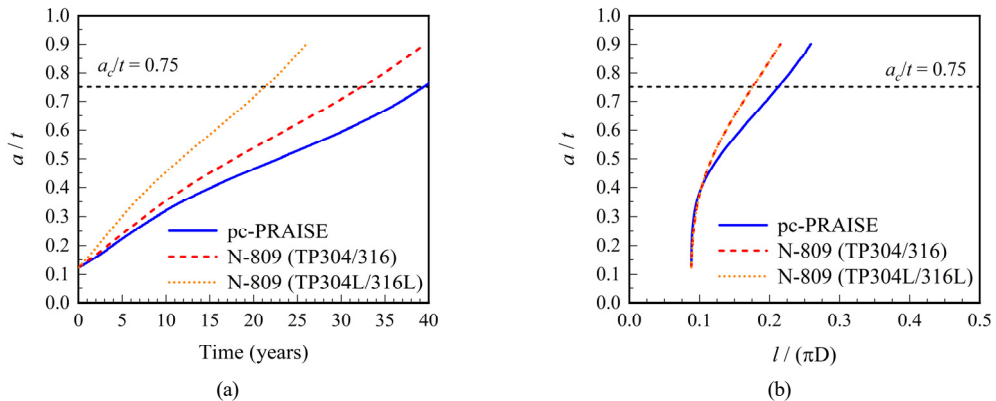 1.0
0.9
0.8
0.7
0.6
0.5
0.4
0.3
0.2
0.1
0.0
a / t
a_c/t = 0.75
pc-PRAISE
N-809 (TP304/316)
N-809 (TP304L/316L)
0 5 10 15 20 25 30 35 40
Time (years)
(a)
1.0
0.9
0.8
0.7
0.6
0.5
0.4
0.3
0.2
0.1
0.0
a / t
a_c/t = 0.75
pc-PRAISE
N-809 (TP304/316)
N-809 (TP304L/316L)
0.0 0.1 0.2 0.3 0.4 0.5
l / (πD)
(b)